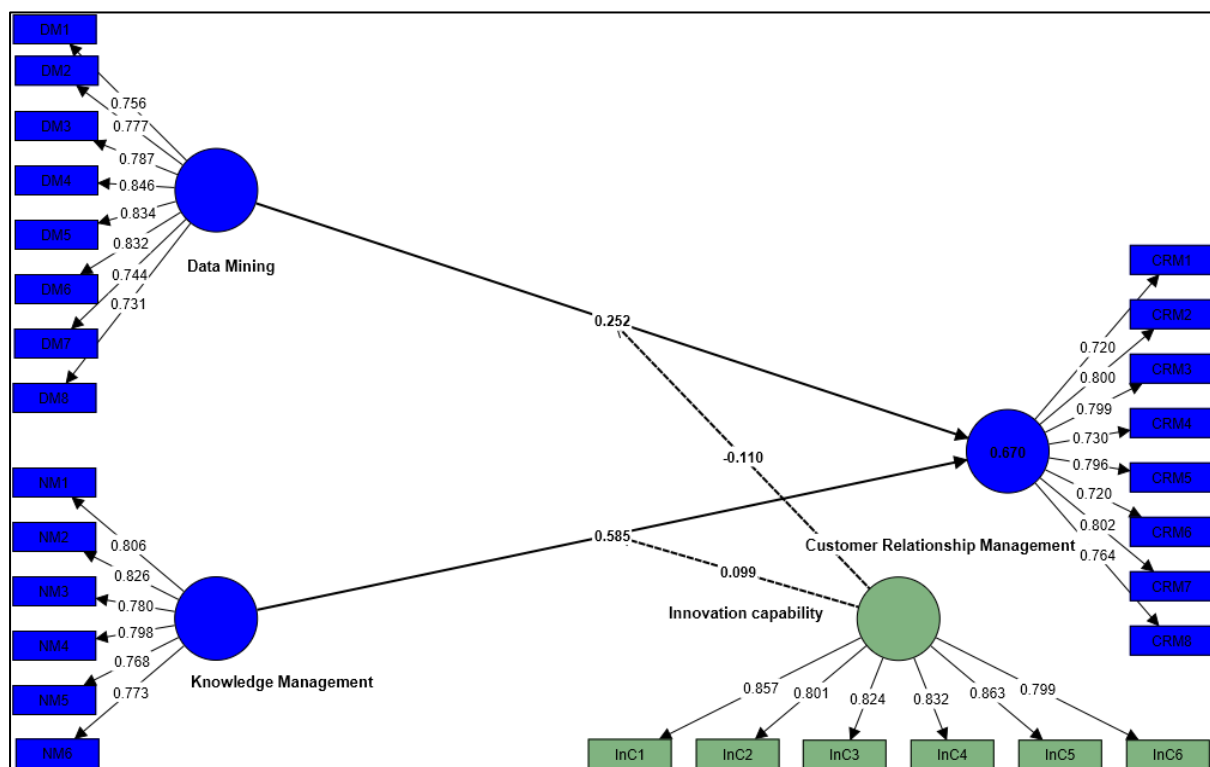 DM1
DM2
DM3
DM4
DM5
DM6
DM7
DM8
0.756
0.777
0.787
0.846
0.834
0.832
0.744
0.731
Data Mining
NM1
NM2
NM3
NM4
NM5
NM6
0.806
0.826
0.780
0.798
0.768
0.773
Knowledge Management
0.252
-0.110
0.585
0.099
0.670
Customer Relationship Management
CRM1
CRM2
CRM3
CRM4
CRM5
CRM6
CRM7
CRM8
0.720
0.800
0.799
0.730
0.796
0.720
0.802
0.764
Innovation capability
0.857
0.801
0.824
0.832
0.863
0.799
InC1
InC2
InC3
InC4
InC5
InC6